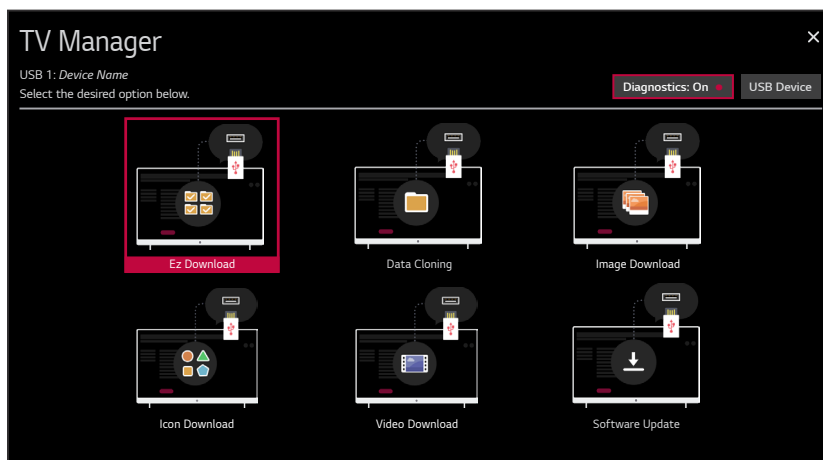 TV Manager
USB 1: Device Name
Select the desired option below.
Diagnostics: On
USB Device
Ez Download
Data Cloning
Image Download
Icon Download
Video Download
Software Update